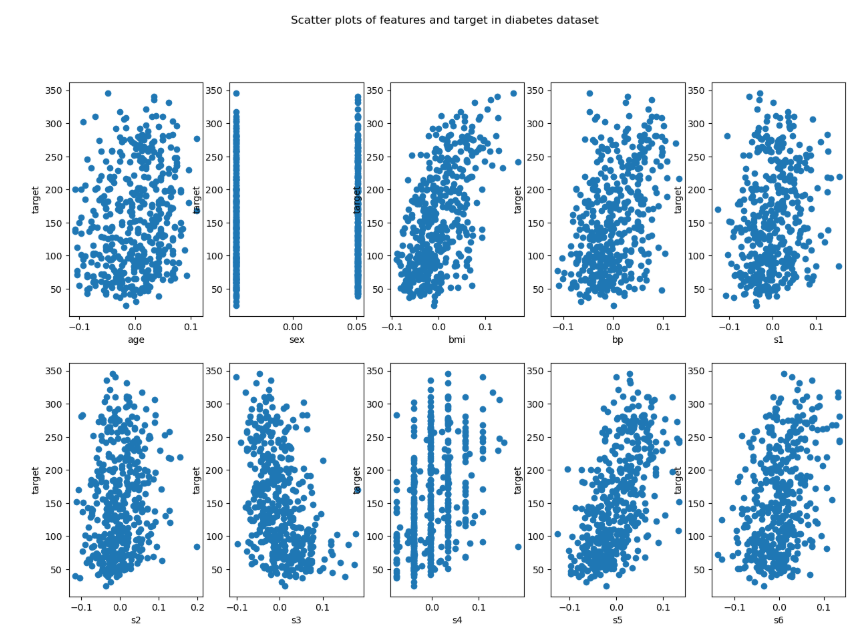 Scatter plots of features and target in diabetes dataset
350 350 350 350 350
300 300 300 300 300
250 250 250 250 250
target target target target target
200 200 200 200 200
150 150 150 150 150
100 100 100 100 100
50 50 50 50 50
−0.1 0.0 0.1 0.00 0.05 −0.1 0.0 0.1 −0.1 0.0 0.1 −0.1 0.0 0.1
age sex bmi bp s1
350 350 350 350 350
300 300 300 300 300
250 250 250 250 250
target target target target target
200 200 200 200 200
150 150 150 150 150
100 100 100 100 100
50 50 50 50 50
−0.1 0.0 0.1 0.2 −0.1 0.0 0.1 0.0 0.1 −0.1 0.0 0.1 −0.1 0.0 0.1
s2 s3 s4 s5 s6